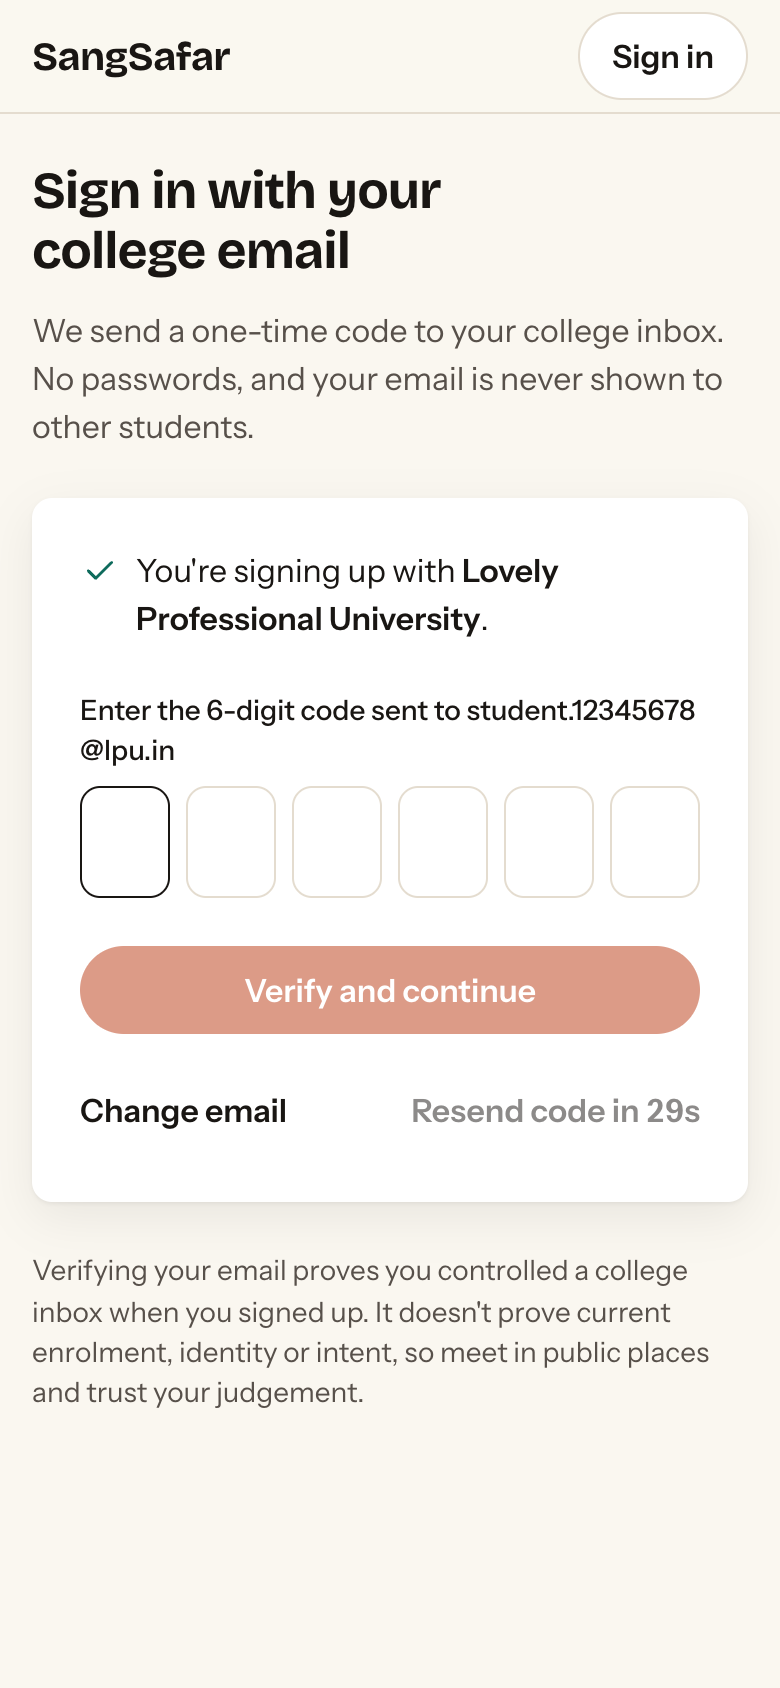 SangSafar
Sign in
Sign in with your
college email
We send a one-time code to your college inbox.
No passwords, and your email is never shown to
other students.
You're signing up with Lovely
Professional University.
Enter the 6-digit code sent to student.12345678
@lpu.in
Verify and continue
Change email
Resend code in 29s
Verifying your email proves you controlled a college
inbox when you signed up. It doesn't prove current
enrolment, identity or intent, so meet in public places
and trust your judgement.